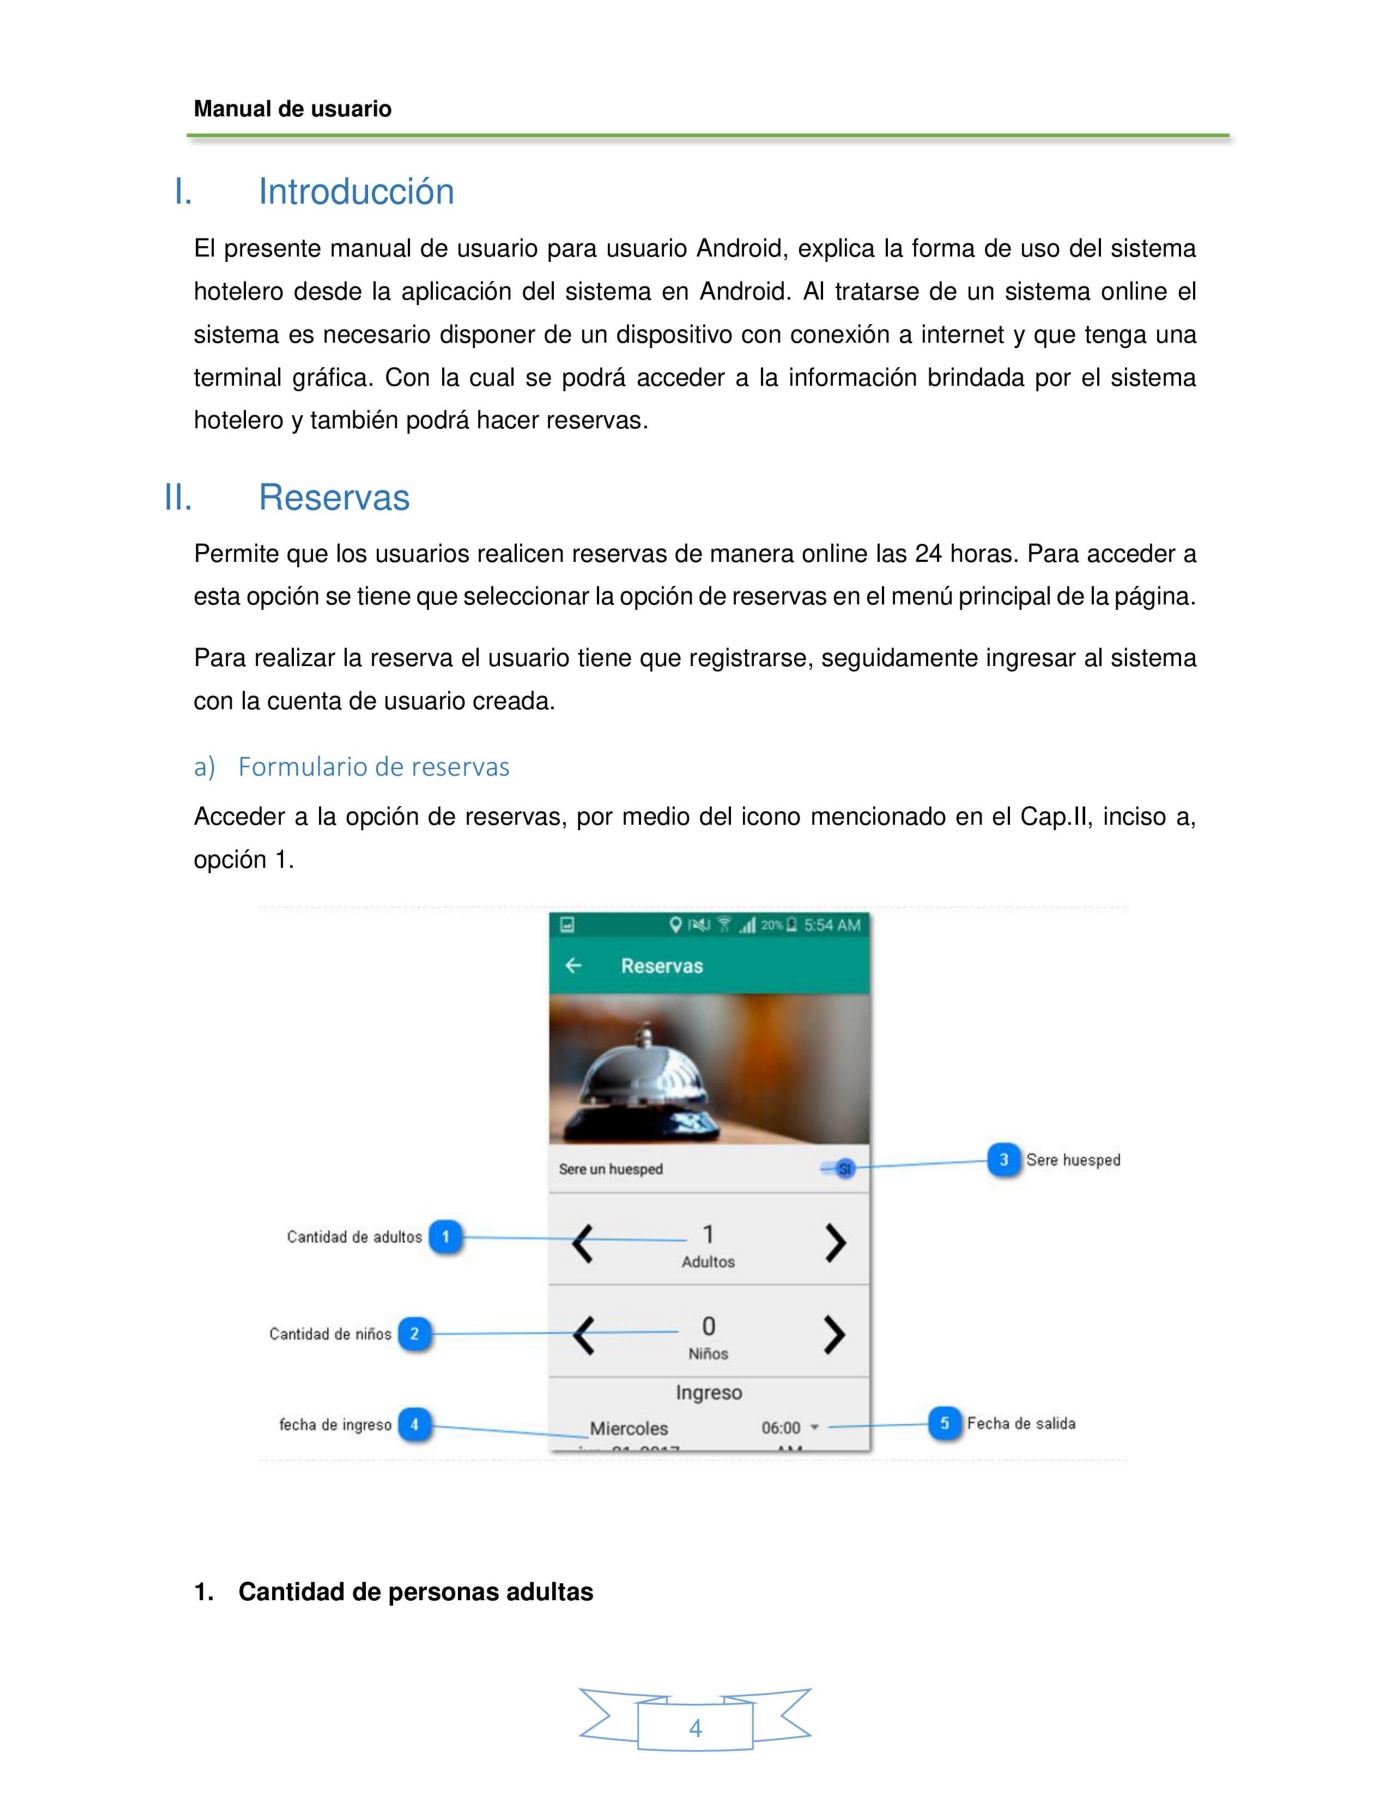 Manual de usuario
I. Introducción
El presente manual de usuario para usuario Android, explica la forma de uso del sistema
hotelero desde la aplicación del sistema en Android. Al tratarse de un sistema online el
sistema es necesario disponer de un dispositivo con conexión a internet y que tenga una
terminal gráfica. Con la cual se podrá acceder a la información brindada por el sistema
hotelero y también podrá hacer reservas.
II. Reservas
Permite que los usuarios realicen reservas de manera online las 24 horas. Para acceder a
esta opción se tiene que seleccionar la opción de reservas en el menú principal de la página.
Para realizar la reserva el usuario tiene que registrarse, seguidamente ingresar al sistema
con la cuenta de usuario creada.
a) Formulario de reservas
Acceder a la opción de reservas, por medio del icono mencionado en el Cap.II, inciso a,
opción 1.
20% 5:54 AM
Reservas
Sere un huesped SI
3 Sere huesped
Cantidad de adultos 1
1
Adultos
Cantidad de niños 2
0
Niños
Ingreso
fecha de ingreso 4
Miercoles 06:00
5 Fecha de salida
1. Cantidad de personas adultas
4